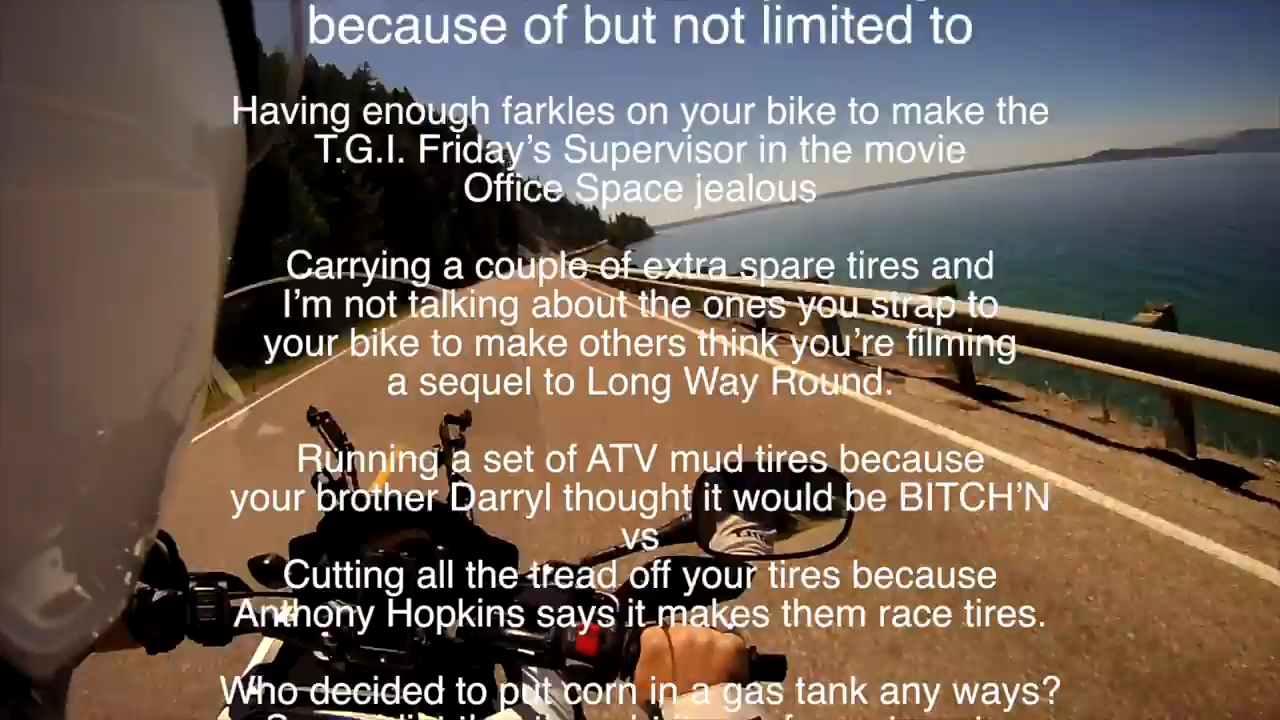 because of but not limited to
Having enough farkles on your bike to make the
T.G.I. Friday’s Supervisor in the movie
Office Space jealous
Carrying a couple of extra spare tires and
I’m not talking about the ones you strap to
your bike to make others think you’re filming
a sequel to Long Way Round.
Running a set of ATV mud tires because
your brother Darryl thought it would be BITCH’N
vs
Cutting all the tread off your tires because
Anthony Hopkins says it makes them race tires.
Who decided to put corn in a gas tank any ways?